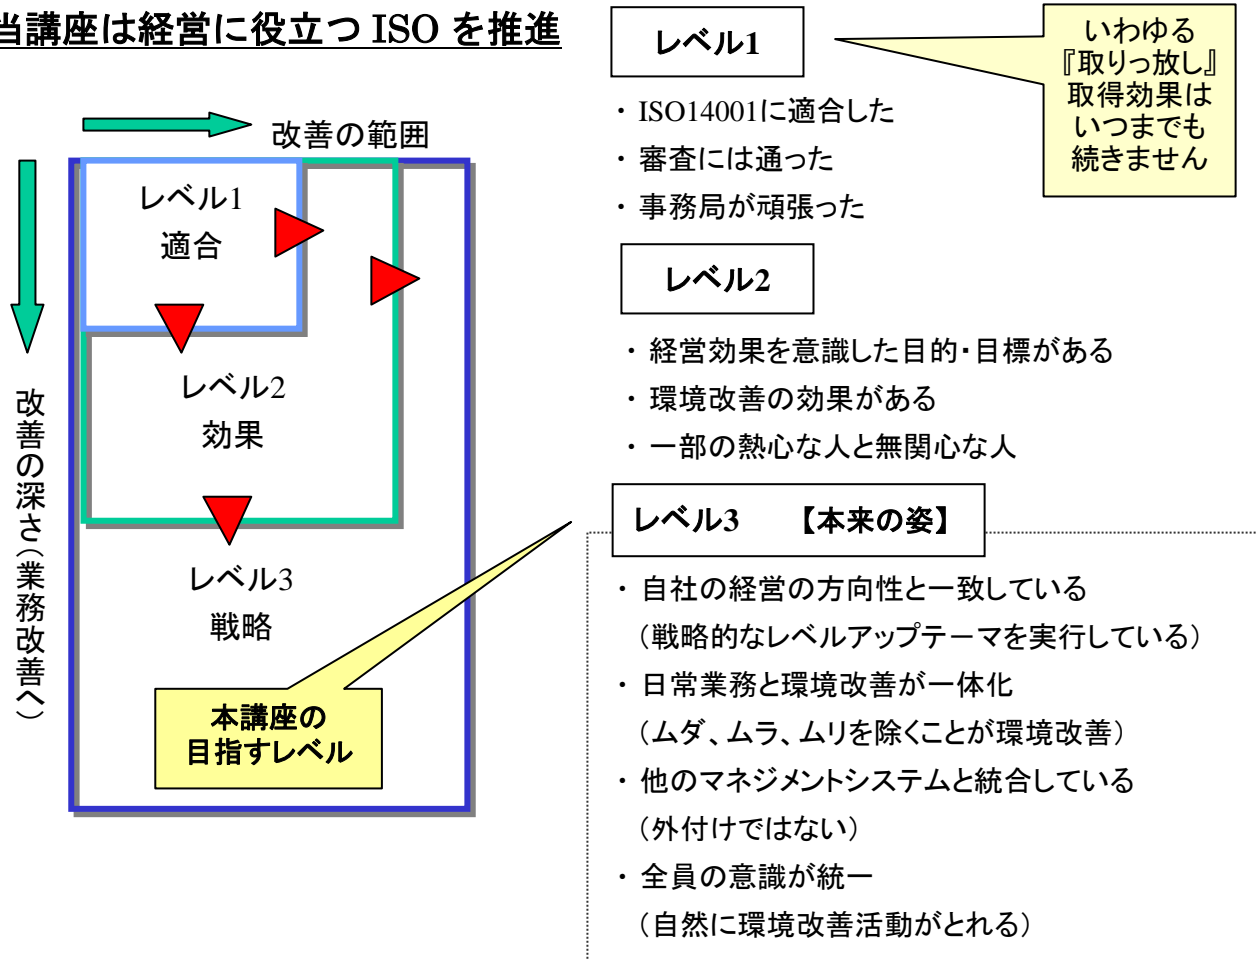 当講座は経営に役立つ ISO を推進
改善の範囲
レベル1
適合
レベル2
効果
レベル3
戦略
改善の深さ（業務改善へ）
本講座の
目指すレベル
レベル1
いわゆる
『取りっ放し』
取得効果は
いつまでも
続きません
・ ISO14001に適合した
・ 審査には通った
・ 事務局が頑張った
レベル2
・ 経営効果を意識した目的・目標がある
・ 環境改善の効果がある
・ 一部の熱心な人と無関心な人
レベル3 【本来の姿】
・ 自社の経営の方向性と一致している
（戦略的なレベルアップテーマを実行している）
・ 日常業務と環境改善が一体化
（ムダ、ムラ、ムリを除くことが環境改善）
・ 他のマネジメントシステムと統合している
（外付けではない）
・ 全員の意識が統一
（自然に環境改善活動がとれる）